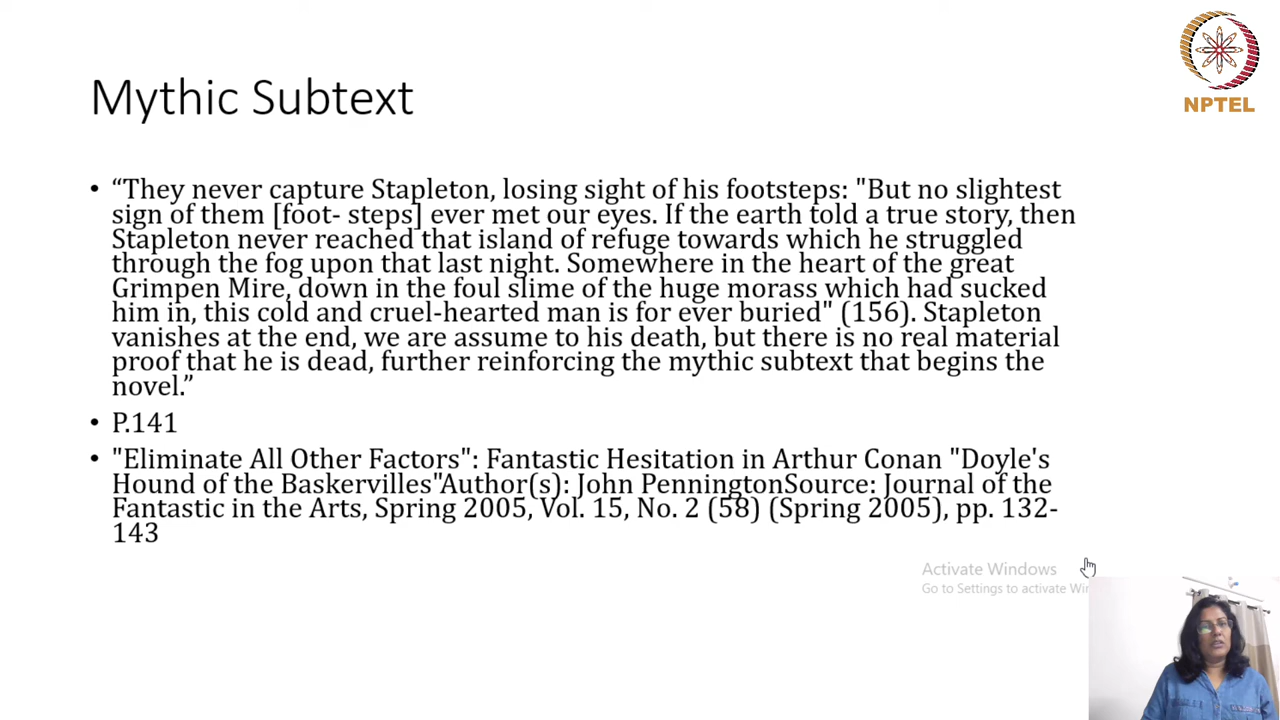 Mythic Subtext
NPTEL
• “They never capture Stapleton, losing sight of his footsteps: "But no slightest
sign of them [foot- steps] ever met our eyes. If the earth told a true story, then
Stapleton never reached that island of refuge towards which he struggled
through the fog upon that last night. Somewhere in the heart of the great
Grimpen Mire, down in the foul slime of the huge morass which had sucked
him in, this cold and cruel-hearted man is for ever buried" (156). Stapleton
vanishes at the end, we are assume to his death, but there is no real material
proof that he is dead, further reinforcing the mythic subtext that begins the
novel.”
• P.141
• "Eliminate All Other Factors": Fantastic Hesitation in Arthur Conan "Doyle's
Hound of the Baskervilles"Author(s): John PenningtonSource: Journal of the
Fantastic in the Arts, Spring 2005, Vol. 15, No. 2 (58) (Spring 2005), pp. 132-
143
Activate Windows
Go to Settings to activate Wi